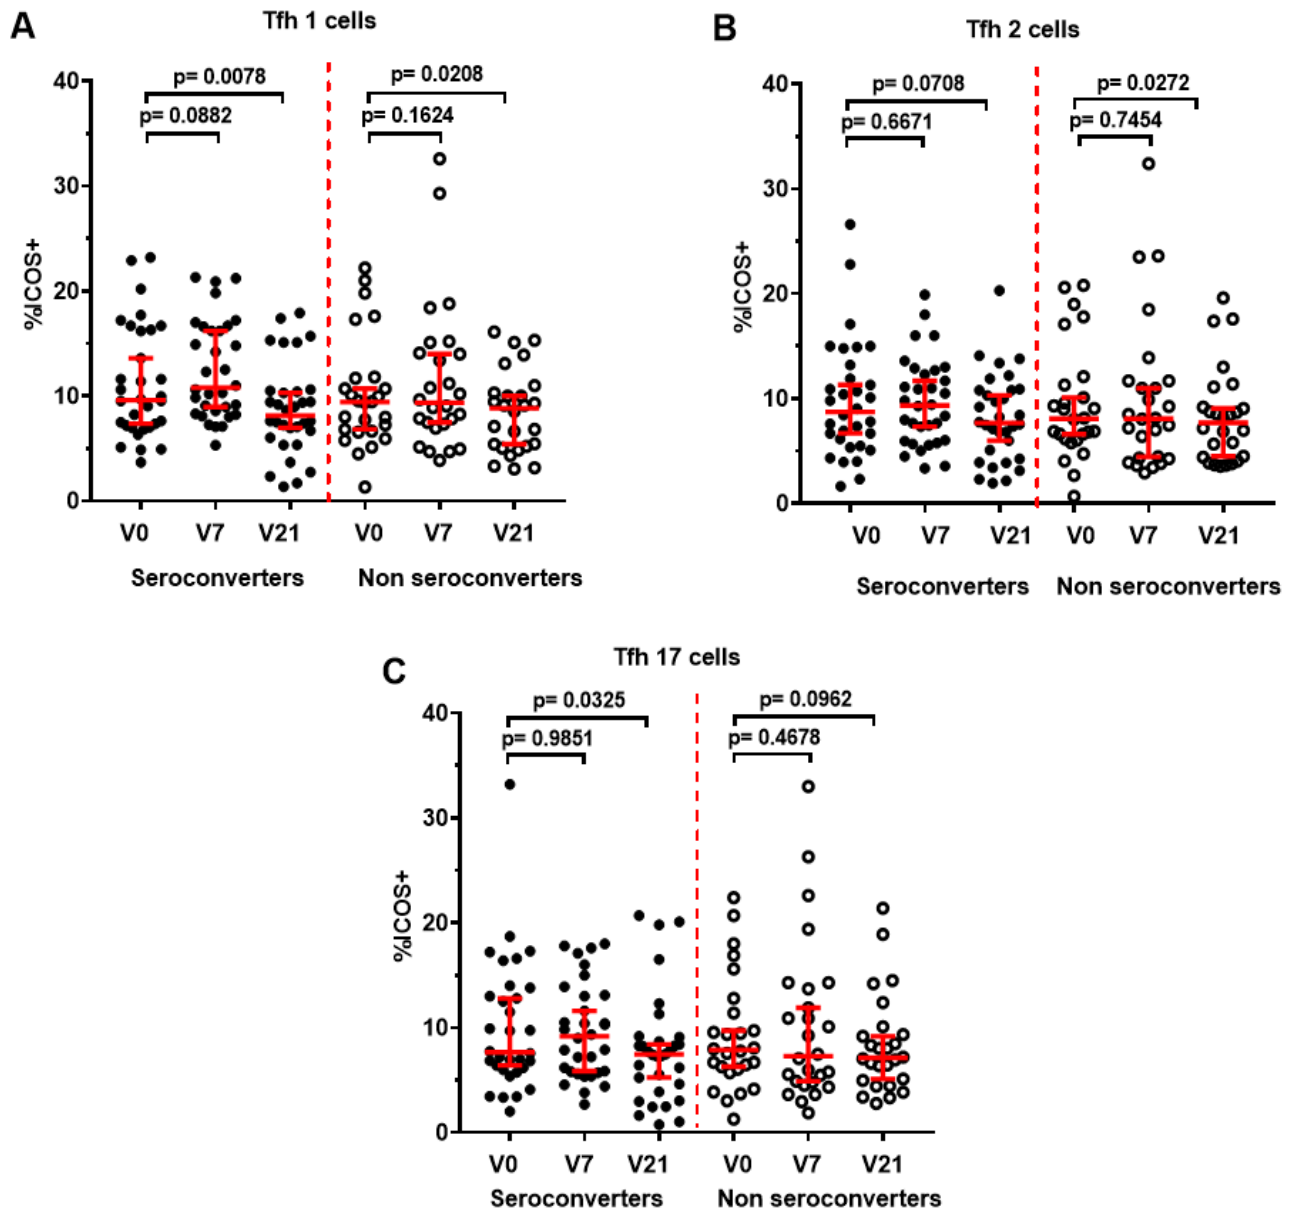 A
Tfh 1 cells
p= 0.0078
p= 0.0208
p= 0.0882
p= 0.1624
40
30
20
10
0
%ICOS+
V0 V7 V21 V0 V7 V21
Seroconverters Non seroconverters
B
Tfh 2 cells
p= 0.0708
p= 0.0272
p= 0.6671
p= 0.7454
40
30
20
10
0
%ICOS+
V0 V7 V21 V0 V7 V21
Seroconverters Non seroconverters
C
Tfh 17 cells
p= 0.0325
p= 0.0962
p= 0.9851
p= 0.4678
40
30
20
10
0
%ICOS+
V0 V7 V21 V0 V7 V21
Seroconverters Non seroconverters